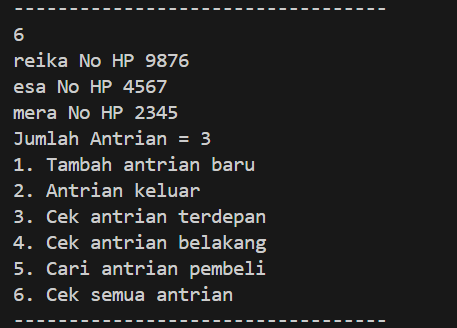 ----------------------------------
6
reika No HP 9876
esa No HP 4567
mera No HP 2345
Jumlah Antrian = 3
1. Tambah antrian baru
2. Antrian keluar
3. Cek antrian terdepan
4. Cek antrian belakang
5. Cari antrian pembeli
6. Cek semua antrian
----------------------------------